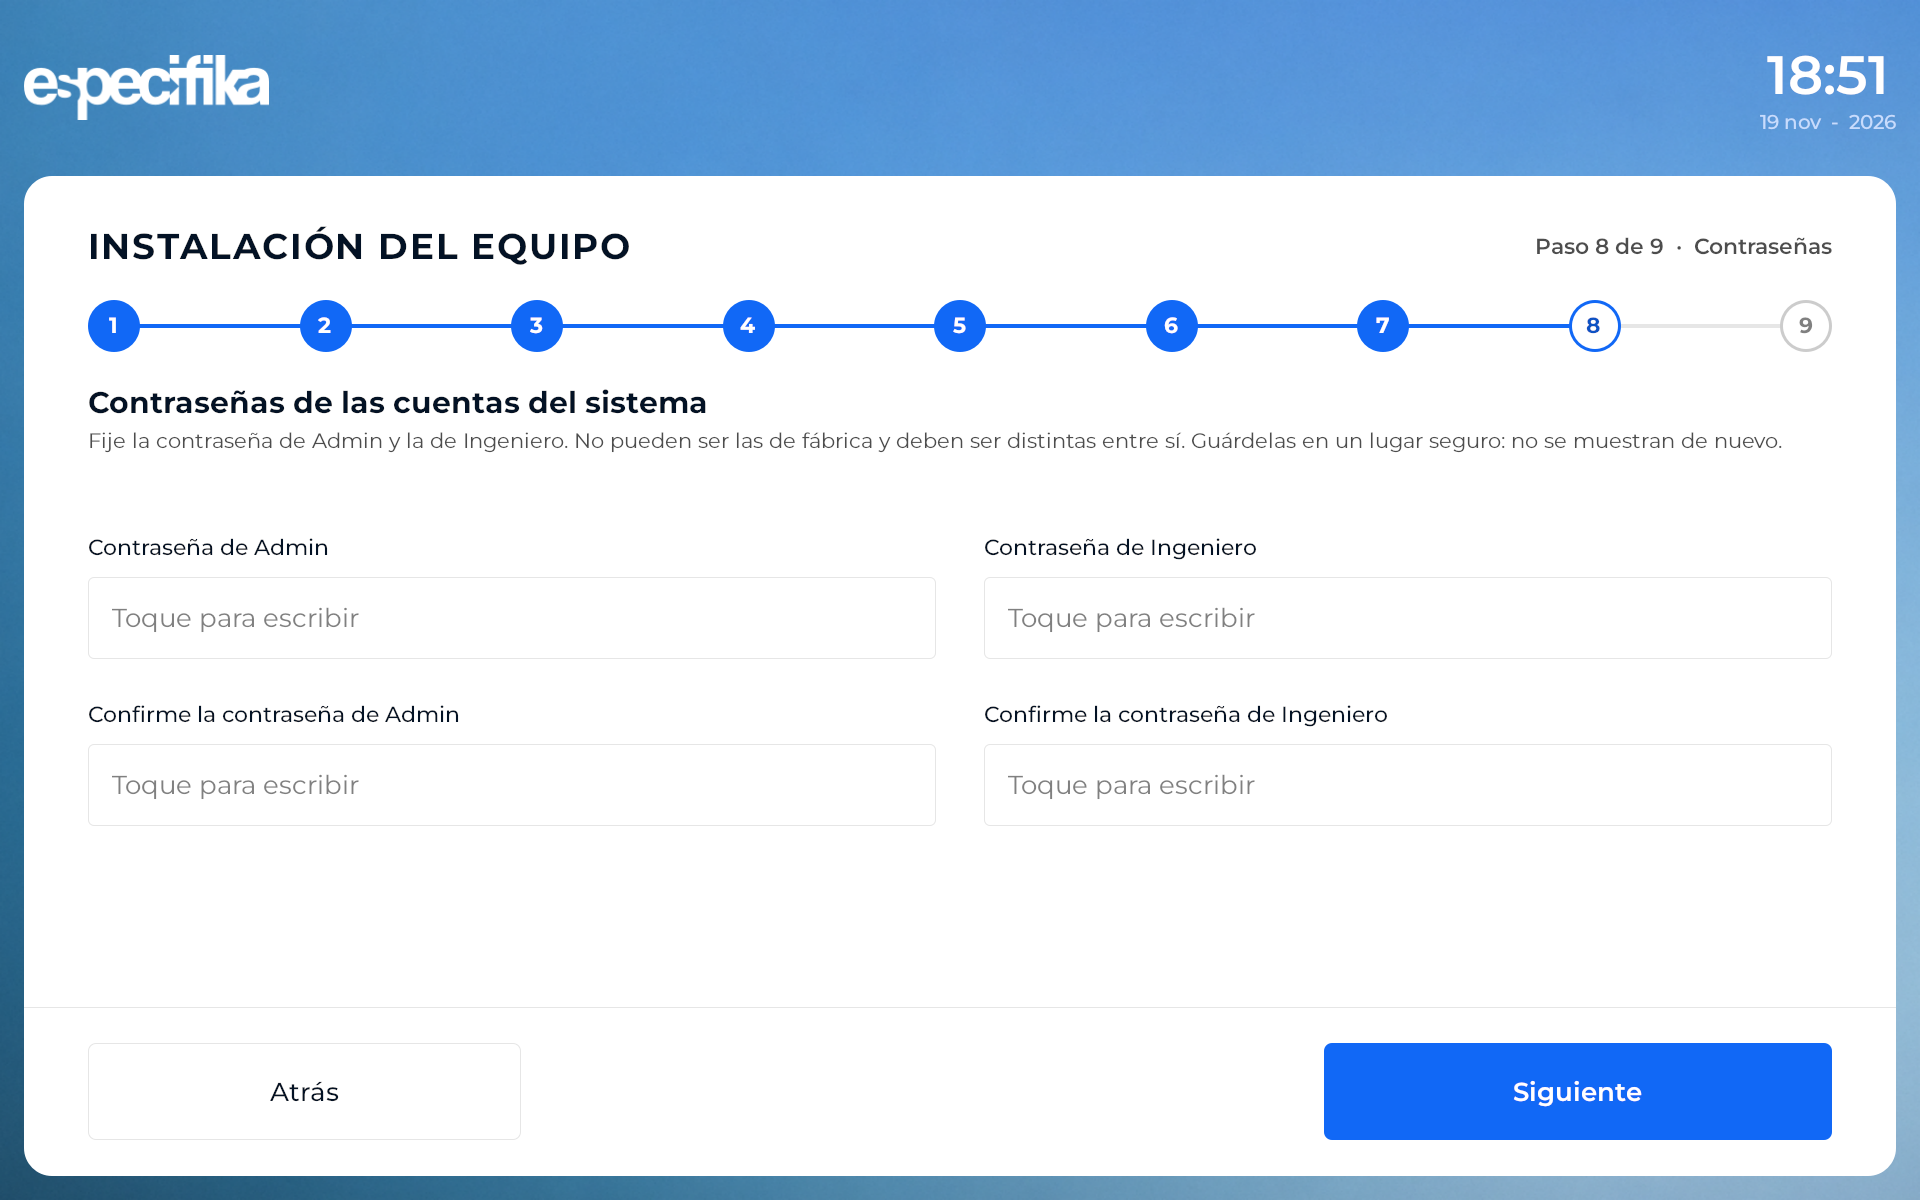 especifika
18:51
19 nov - 2026
INSTALACIÓN DEL EQUIPO
Paso 8 de 9 · Contraseñas
1 2 3 4 5 6 7 8 9
Contraseñas de las cuentas del sistema
Fije la contraseña de Admin y la de Ingeniero. No pueden ser las de fábrica y deben ser distintas entre sí. Guárdelas en un lugar seguro: no se muestran de nuevo.
Contraseña de Admin
Toque para escribir
Contraseña de Ingeniero
Toque para escribir
Confirme la contraseña de Admin
Toque para escribir
Confirme la contraseña de Ingeniero
Toque para escribir
Atrás
Siguiente